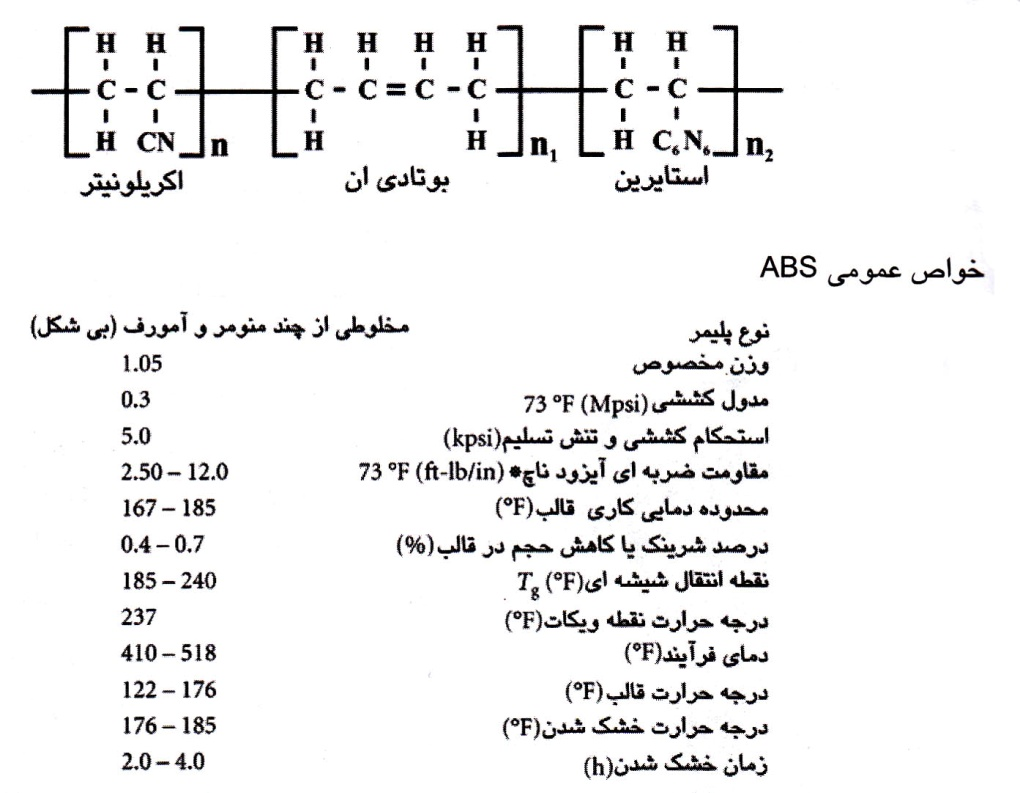 H H H H H H H H
C - C C - C = C - C C - C
H CN n H H n₁ H C₆N₆ n₂
اکریلونیتر بوتادی ان استایرین
خواص عمومی ABS
نوع پلیمر مخلوطی از چند منومر و آمورف (بی شکل)
وزن مخصوص 1.05
مدول کششی 73 °F (Mpsi) 0.3
استحکام کششی و تنش تسلیم(kpsi) 5.0
مقاومت ضربه ای آیزود ناچ* 73 °F (ft-lb/in) 2.50 – 12.0
محدوده دمایی کاری قالب(°F) 167 – 185
درصد شرینک یا کاهش حجم در قالب(%) 0.4 – 0.7
نقطه انتقال شیشه ای Tg (°F) 185 – 240
درجه حرارت نقطه ویکات(°F) 237
دمای فرآیند(°F) 410 – 518
درجه حرارت قالب(°F) 122 – 176
درجه حرارت خشک شدن(°F) 176 – 185
زمان خشک شدن(h) 2.0 – 4.0